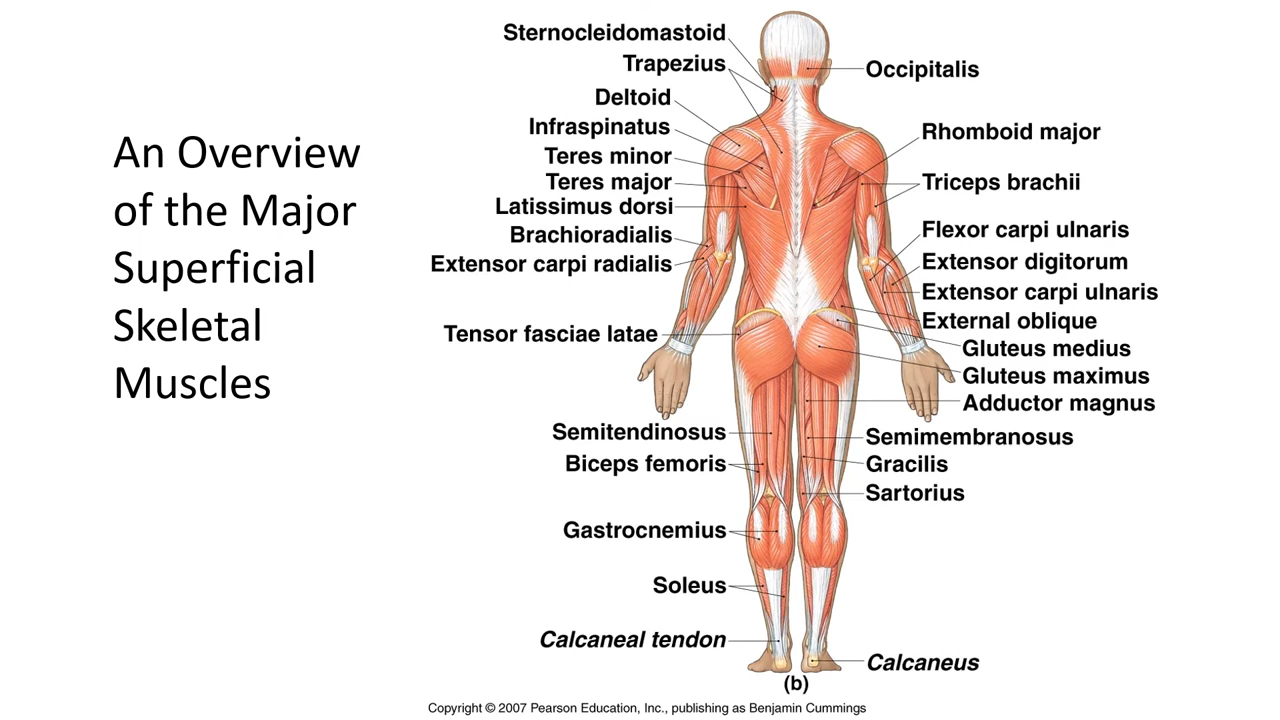 An Overview
of the Major
Superficial
Skeletal
Muscles
Sternocleidomastoid
Trapezius
Deltoid
Infraspinatus
Teres minor
Teres major
Latissimus dorsi
Brachioradialis
Extensor carpi radialis
Tensor fasciae latae
Semitendinosus
Biceps femoris
Gastrocnemius
Soleus
Calcaneal tendon
Occipitalis
Rhomboid major
Triceps brachii
Flexor carpi ulnaris
Extensor digitorum
Extensor carpi ulnaris
External oblique
Gluteus medius
Gluteus maximus
Adductor magnus
Semimembranosus
Gracilis
Sartorius
Calcaneus
(b)
Copyright © 2007 Pearson Education, Inc., publishing as Benjamin Cummings